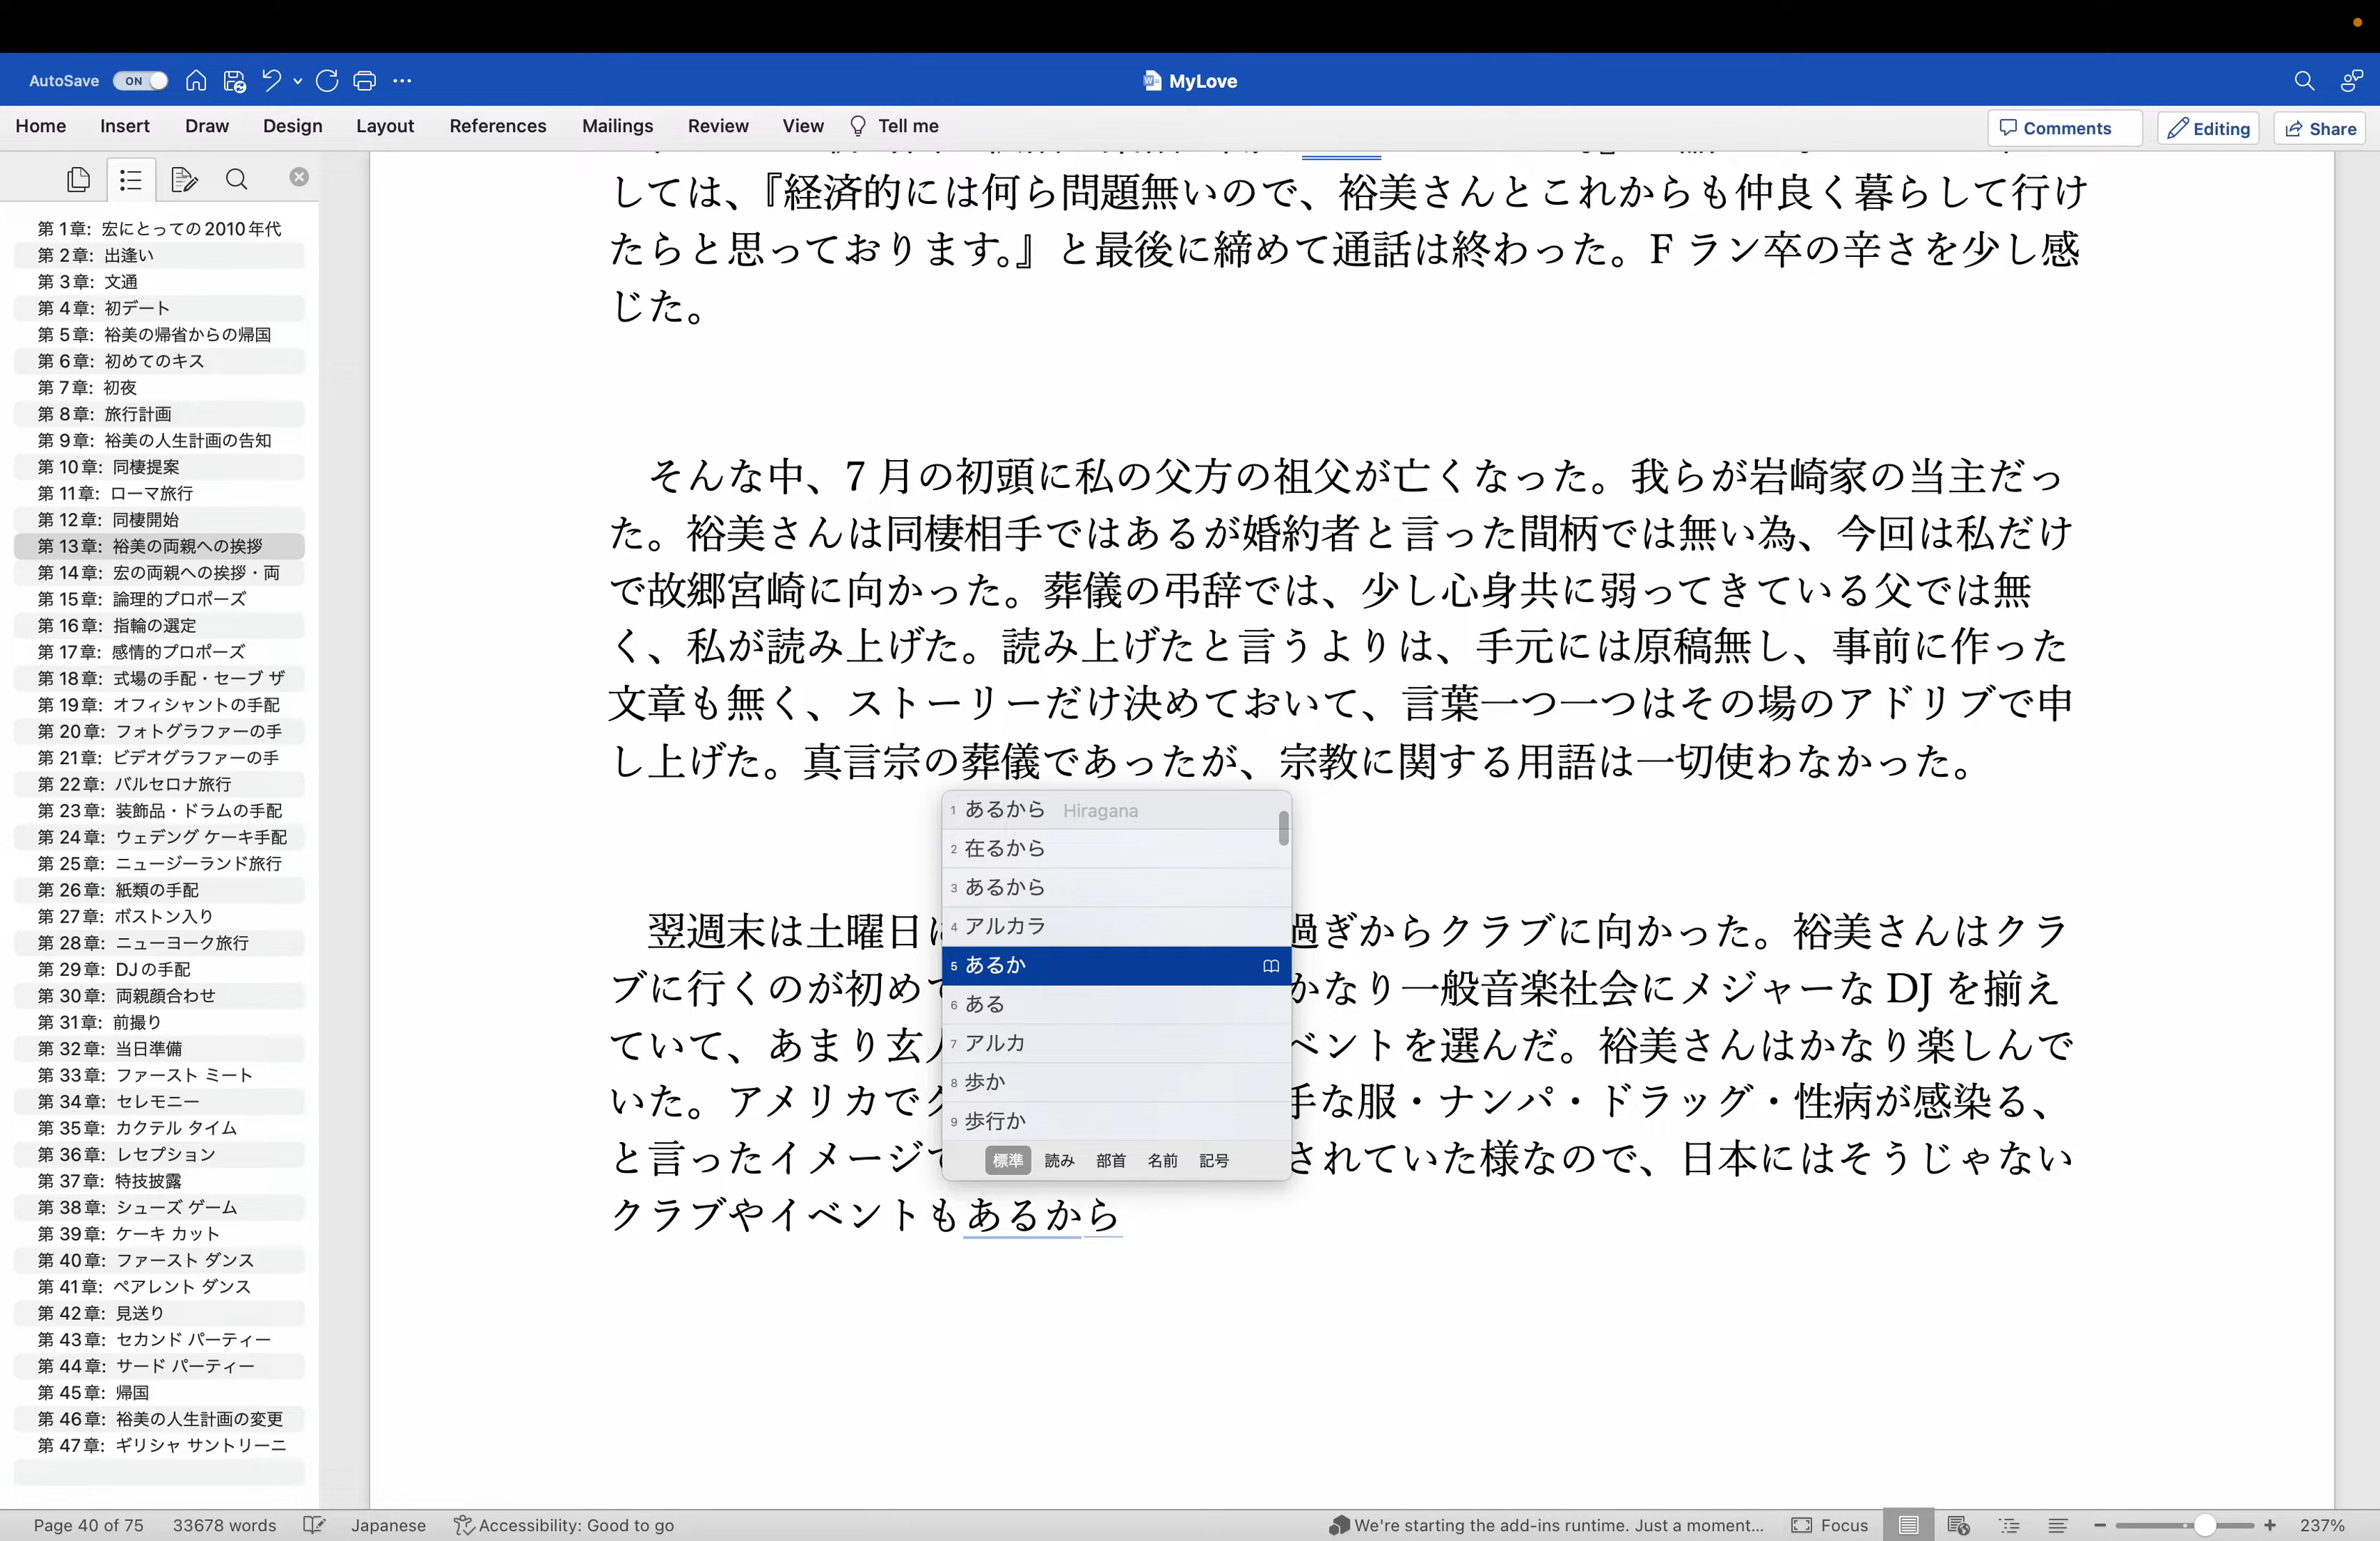 AutoSave ON MyLove
Home Insert Draw Design Layout References Mailings Review View Tell me Comments Editing Share
第 1章: 宏にとっての2010年代
第 2章: 出逢い
第 3章: 文通
第 4章: 初デート
第 5章: 裕美の帰省からの帰国
第 6章: 初めてのキス
第 7章: 初夜
第 8章: 旅行計画
第 9章: 裕美の人生計画の告知
第 10章: 同棲提案
第 11章: ローマ旅行
第 12章: 同棲開始
第 13章: 裕美の両親への挨拶
第 14章: 宏の両親への挨拶・両
第 15章: 論理的プロポーズ
第 16章: 指輪の選定
第 17章: 感情的プロポーズ
第 18章: 式場の手配・セーブ ザ
第 19章: オフィシャントの手配
第 20章: フォトグラファーの手
第 21章: ビデオグラファーの手
第 22章: バルセロナ旅行
第 23章: 装飾品・ドラムの手配
第 24章: ウェデング ケーキ手配
第 25章: ニュージーランド旅行
第 26章: 紙類の手配
第 27章: ボストン入り
第 28章: ニューヨーク旅行
第 29章: DJの手配
第 30章: 両親顔合わせ
第 31章: 前撮り
第 32章: 当日準備
第 33章: ファースト ミート
第 34章: セレモニー
第 35章: カクテル タイム
第 36章: レセプション
第 37章: 特技披露
第 38章: シューズ ゲーム
第 39章: ケーキ カット
第 40章: ファースト ダンス
第 41章: ペアレント ダンス
第 42章: 見送り
第 43章: セカンド パーティー
第 44章: サード パーティー
第 45章: 帰国
第 46章: 裕美の人生計画の変更
第 47章: ギリシャ サントリーニ
しては、『経済的には何ら問題無いので、裕美さんとこれからも仲良く暮らして行け
たらと思っております。』と最後に締めて通話は終わった。F ラン卒の辛さを少し感
じた。
そんな中、7 月の初頭に私の父方の祖父が亡くなった。我らが岩崎家の当主だっ
た。裕美さんは同棲相手ではあるが婚約者と言った間柄では無い為、今回は私だけ
で故郷宮崎に向かった。葬儀の弔辞では、少し心身共に弱ってきている父では無
く、私が読み上げた。読み上げたと言うよりは、手元には原稿無し、事前に作った
文章も無く、ストーリーだけ決めておいて、言葉一つ一つはその場のアドリブで申
し上げた。真言宗の葬儀であったが、宗教に関する用語は一切使わなかった。
翌週末は土曜日に 過ぎからクラブに向かった。裕美さんはクラ
ブに行くのが初めて かなり一般音楽社会にメジャーな DJ を揃え
ていて、あまり玄人 ベントを選んだ。裕美さんはかなり楽しんで
いた。アメリカでク 手な服・ナンパ・ドラッグ・性病が感染る、
と言ったイメージで されていた様なので、日本にはそうじゃない
クラブやイベントもあるから
1 あるから Hiragana
2 在るから
3 あるから
4 アルカラ
5 あるか
6 ある
7 アルカ
8 歩か
9 歩行か
標準 読み 部首 名前 記号
Page 40 of 75 33678 words Japanese Accessibility: Good to go We're starting the add-ins runtime. Just a moment... Focus 237%